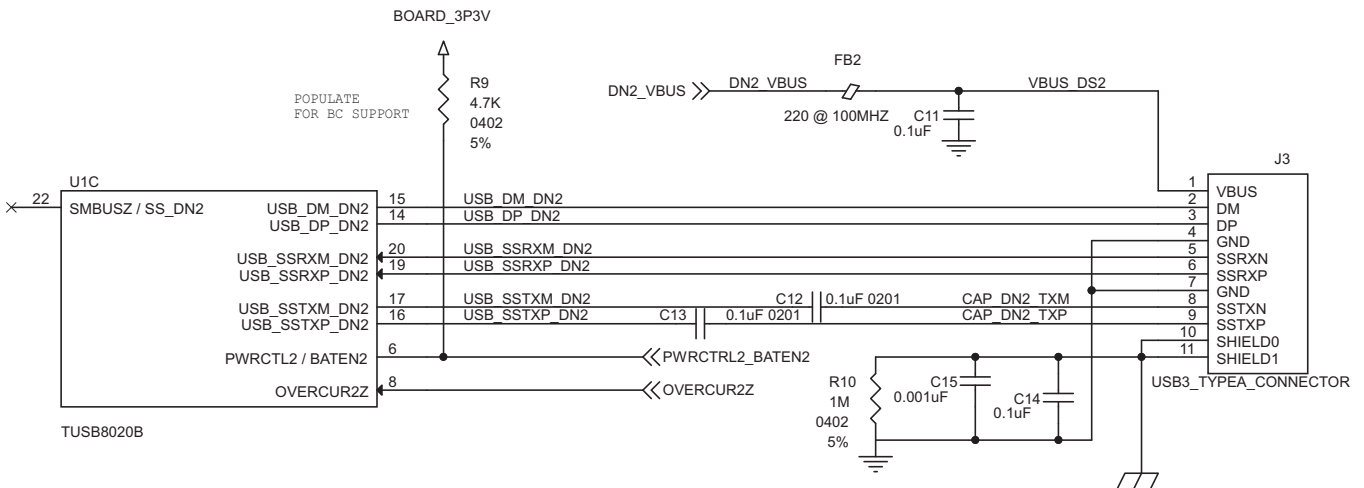 BOARD_3P3V
FB2
R9
4.7K
0402
5%
POPULATE
FOR BC SUPPORT
DN2_VBUS
DN2_VBUS
VBUS_DS2
220 @ 100MHZ
C11
0.1uF
J3
U1C
22
SMBUSZ / SS_DN2
USB_DM_DN2
15
USB_DM_DN2
USB_DP_DN2
14
USB_DP_DN2
USB_SSRXM_DN2
20
USB_SSRXM_DN2
USB_SSRXP_DN2
19
USB_SSRXP_DN2
USB_SSTXM_DN2
17
USB_SSTXM_DN2
C12
0.1uF 0201
CAP_DN2_TXM
USB_SSTXP_DN2
16
USB_SSTXP_DN2
C13
0.1uF 0201
CAP_DN2_TXP
PWRCTL2 / BATEN2
6
PWRCTRL2_BATEN2
OVERCUR2Z
8
OVERCUR2Z
TUSB8020B
1
VBUS
2
DM
3
DP
4
GND
5
SSRXN
6
SSRXP
7
GND
8
SSTXN
9
SSTXP
10
SHIELD0
11
SHIELD1
USB3_TYPEA_CONNECTOR
R10
1M
0402
5%
C15
0.001uF
C14
0.1uF